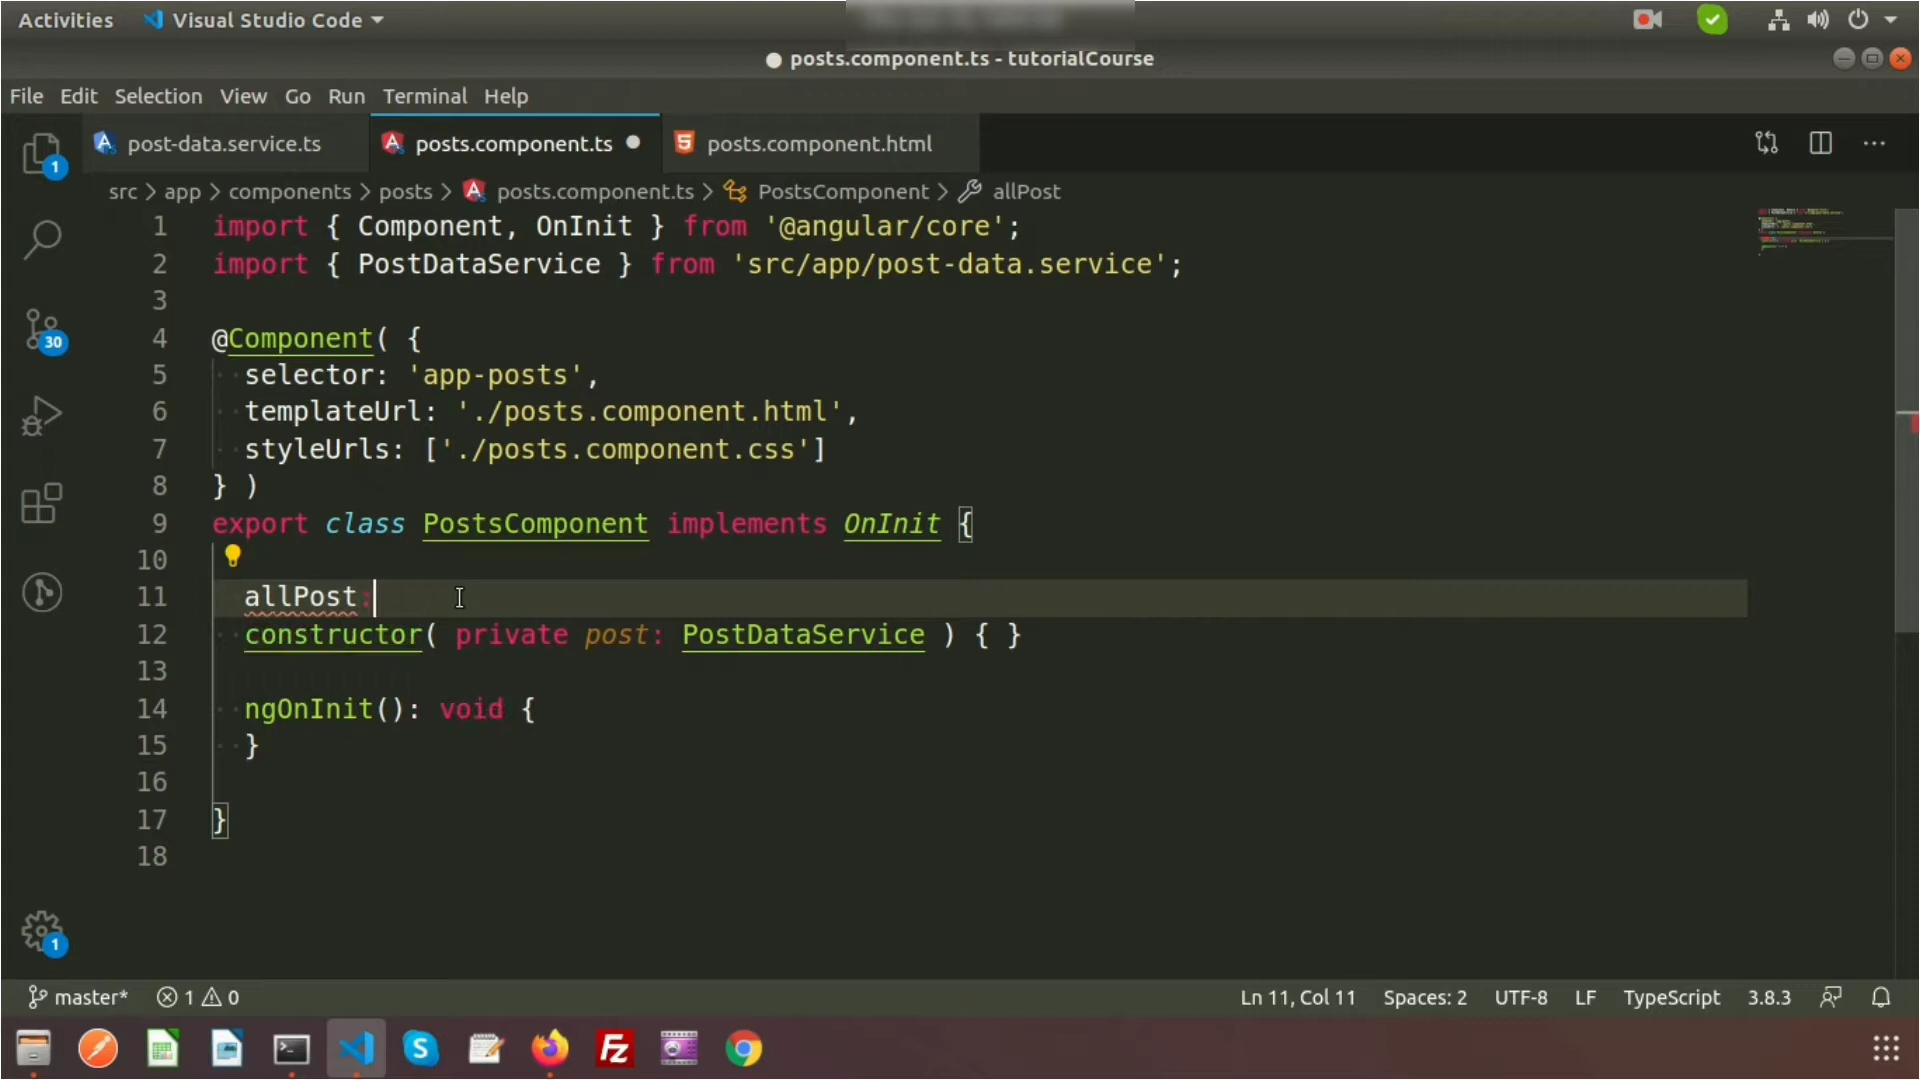 Activities Visual Studio Code
posts.component.ts - tutorialCourse
File Edit Selection View Go Run Terminal Help
post-data.service.ts posts.component.ts posts.component.html
1
src > app > components > posts > posts.component.ts > PostsComponent > allPost
1 import { Component, OnInit } from '@angular/core';
2 import { PostDataService } from 'src/app/post-data.service';
3
4 @Component( {
30
5 selector: 'app-posts',
6 templateUrl: './posts.component.html',
7 styleUrls: ['./posts.component.css']
8 } )
9 export class PostsComponent implements OnInit {
10
11 allPost:
12 constructor( private post: PostDataService ) { }
13
14 ngOnInit(): void {
15 }
16
17 }
18
1
master* 1 0 Ln 11, Col 11 Spaces: 2 UTF-8 LF TypeScript 3.8.3
S Fz